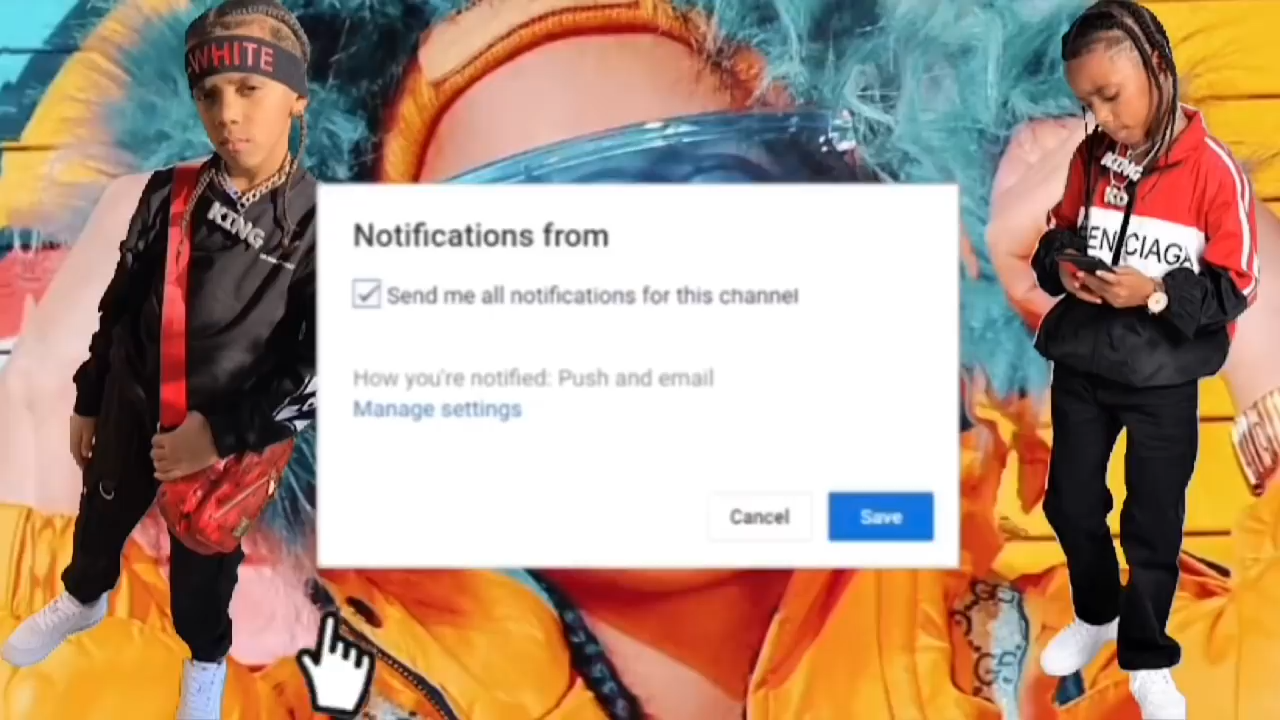 -WHITE
KING
KING
KD
Notifications from
Send me all notifications for this channel
How you're notified: Push and email
Manage settings
Cancel
Save